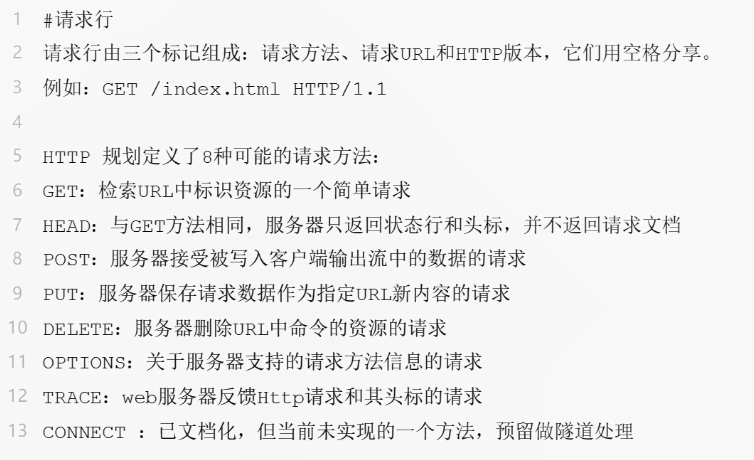 1 #请求行
2 请求行由三个标记组成：请求方法、请求URL和HTTP版本，它们用空格分享。
3 例如：GET /index.html HTTP/1.1
4
5 HTTP 规划定义了8种可能的请求方法：
6 GET：检索URL中标识资源的一个简单请求
7 HEAD：与GET方法相同，服务器只返回状态行和头标，并不返回请求文档
8 POST：服务器接受被写入客户端输出流中的数据的请求
9 PUT：服务器保存请求数据作为指定URL新内容的请求
10 DELETE：服务器删除URL中命令的资源的请求
11 OPTIONS：关于服务器支持的请求方法信息的请求
12 TRACE：web服务器反馈Http请求和其头标的请求
13 CONNECT ：已文档化，但当前未实现的一个方法，预留做隧道处理